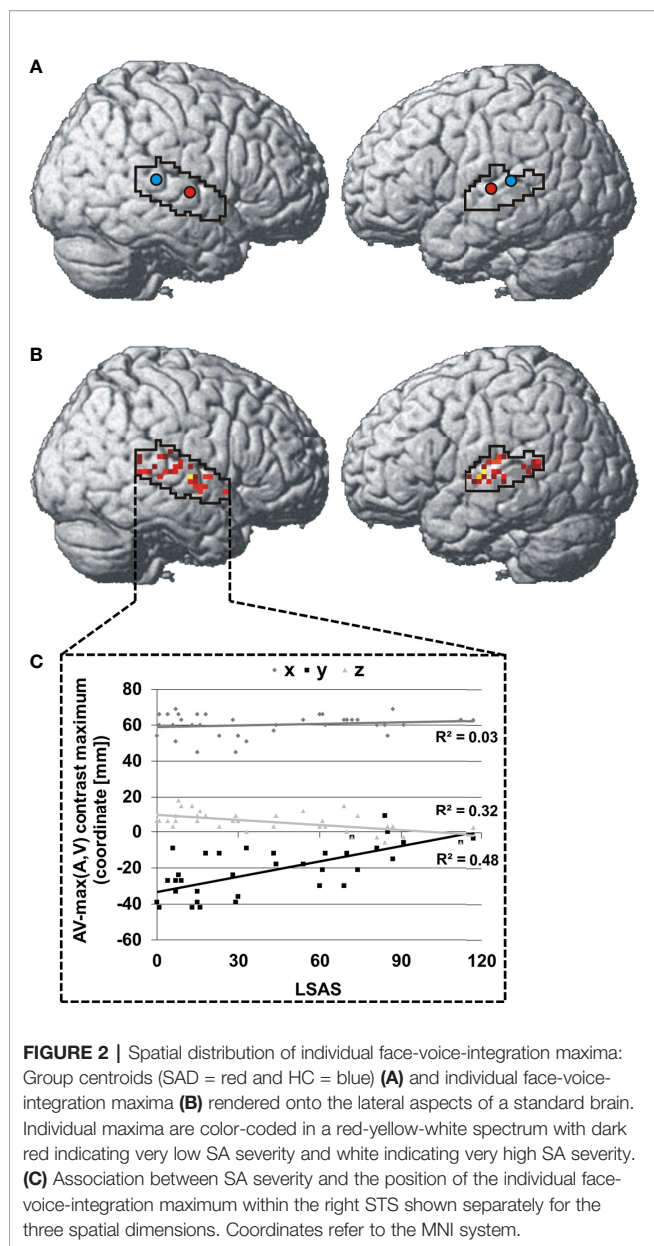 A
B
C
x y z
AV-max(A,V) contrast maximum
(coordinate [mm])
80
60
40
20
0
-20
-40
-60
R² = 0.03
R² = 0.32
R² = 0.48
0 30 60 90 120
LSAS
FIGURE 2 | Spatial distribution of individual face-voice-integration maxima:
Group centroids (SAD = red and HC = blue) (A) and individual face-voice-
integration maxima (B) rendered onto the lateral aspects of a standard brain.
Individual maxima are color-coded in a red-yellow-white spectrum with dark
red indicating very low SA severity and white indicating very high SA severity.
(C) Association between SA severity and the position of the individual face-
voice-integration maximum within the right STS shown separately for the
three spatial dimensions. Coordinates refer to the MNI system.